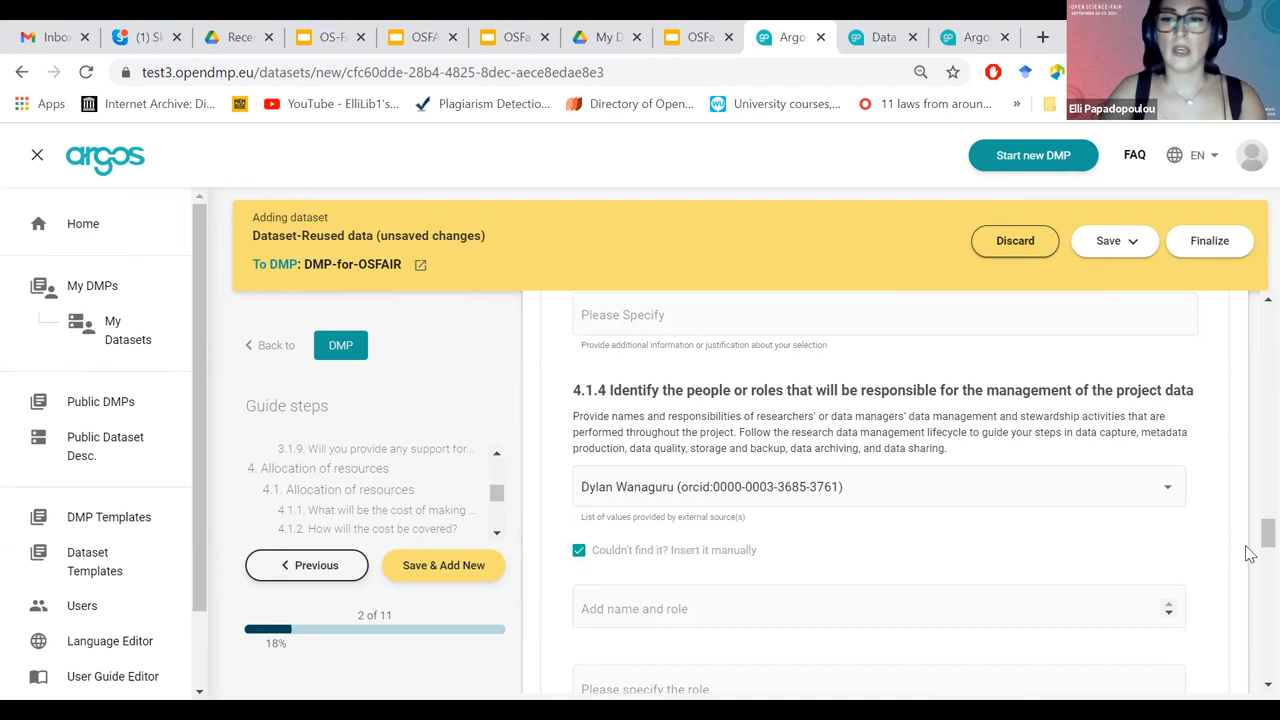 Inbox
(1) Sk
Rece
OS-FA
OSFA
OSFa
My D
OSFa
Argo
Data
Argo
OPEN SCIENCE FAIR
SEPTEMBER 20-23, 2021
test3.opendmp.eu/datasets/new/cfc60dde-28b4-4825-8dec-aece8edae8e3
Apps
Internet Archive: Di...
YouTube - ElliLib1's...
Plagiarism Detectio...
Directory of Open...
University courses,...
11 laws from aroun...
»
Elli Papadopoulou
argos
Start new DMP
FAQ
EN
Home
My DMPs
My
Datasets
Public DMPs
Public Dataset
Desc.
DMP Templates
Dataset
Templates
Users
Language Editor
User Guide Editor
Adding dataset
Dataset-Reused data (unsaved changes)
To DMP: DMP-for-OSFAIR
Discard
Save
Finalize
Back to
DMP
Guide steps
3.1.9. Will you provide any support for...
4. Allocation of resources
4.1. Allocation of resources
4.1.1. What will be the cost of making ...
4.1.2. How will the cost be covered?
Previous
Save & Add New
2 of 11
18%
Please Specify
Provide additional information or justification about your selection
4.1.4 Identify the people or roles that will be responsible for the management of the project data
Provide names and responsibilities of researchers' or data managers' data management and stewardship activities that are
performed throughout the project. Follow the research data management lifecycle to guide your steps in data capture, metadata
production, data quality, storage and backup, data archiving, and data sharing.
Dylan Wanaguru (orcid:0000-0003-3685-3761)
List of values provided by external source(s)
Couldn't find it? Insert it manually
Add name and role
Please specify the role